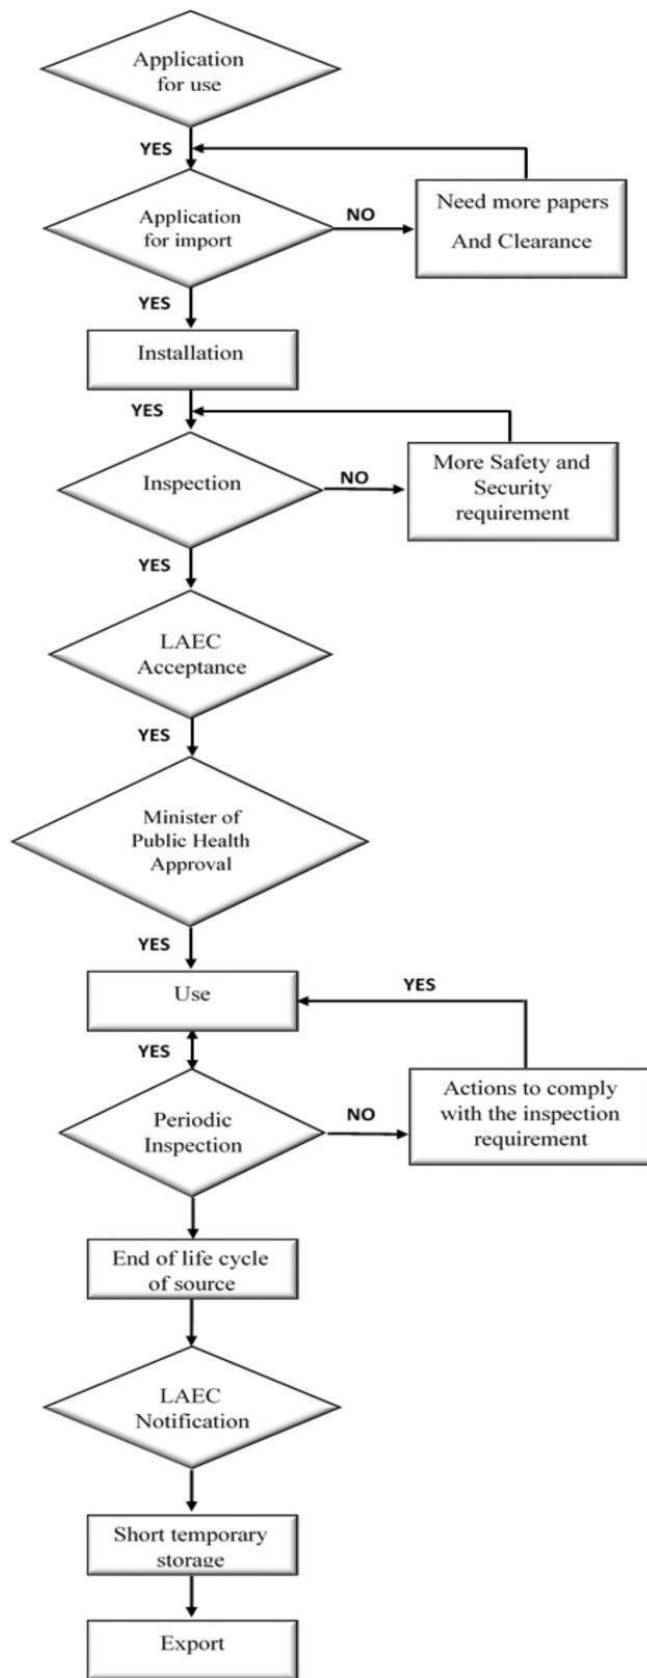 Application
for use
YES
Application
for import
NO
Need more papers
And Clearance
YES
Installation
YES
Inspection
NO
More Safety and
Security
requirement
YES
LAEC
Acceptance
YES
Minister of
Public Health
Approval
YES
Use
YES
YES
Periodic
Inspection
NO
Actions to comply
with the inspection
requirement
End of life cycle
of source
LAEC
Notification
Short temporary
storage
Export